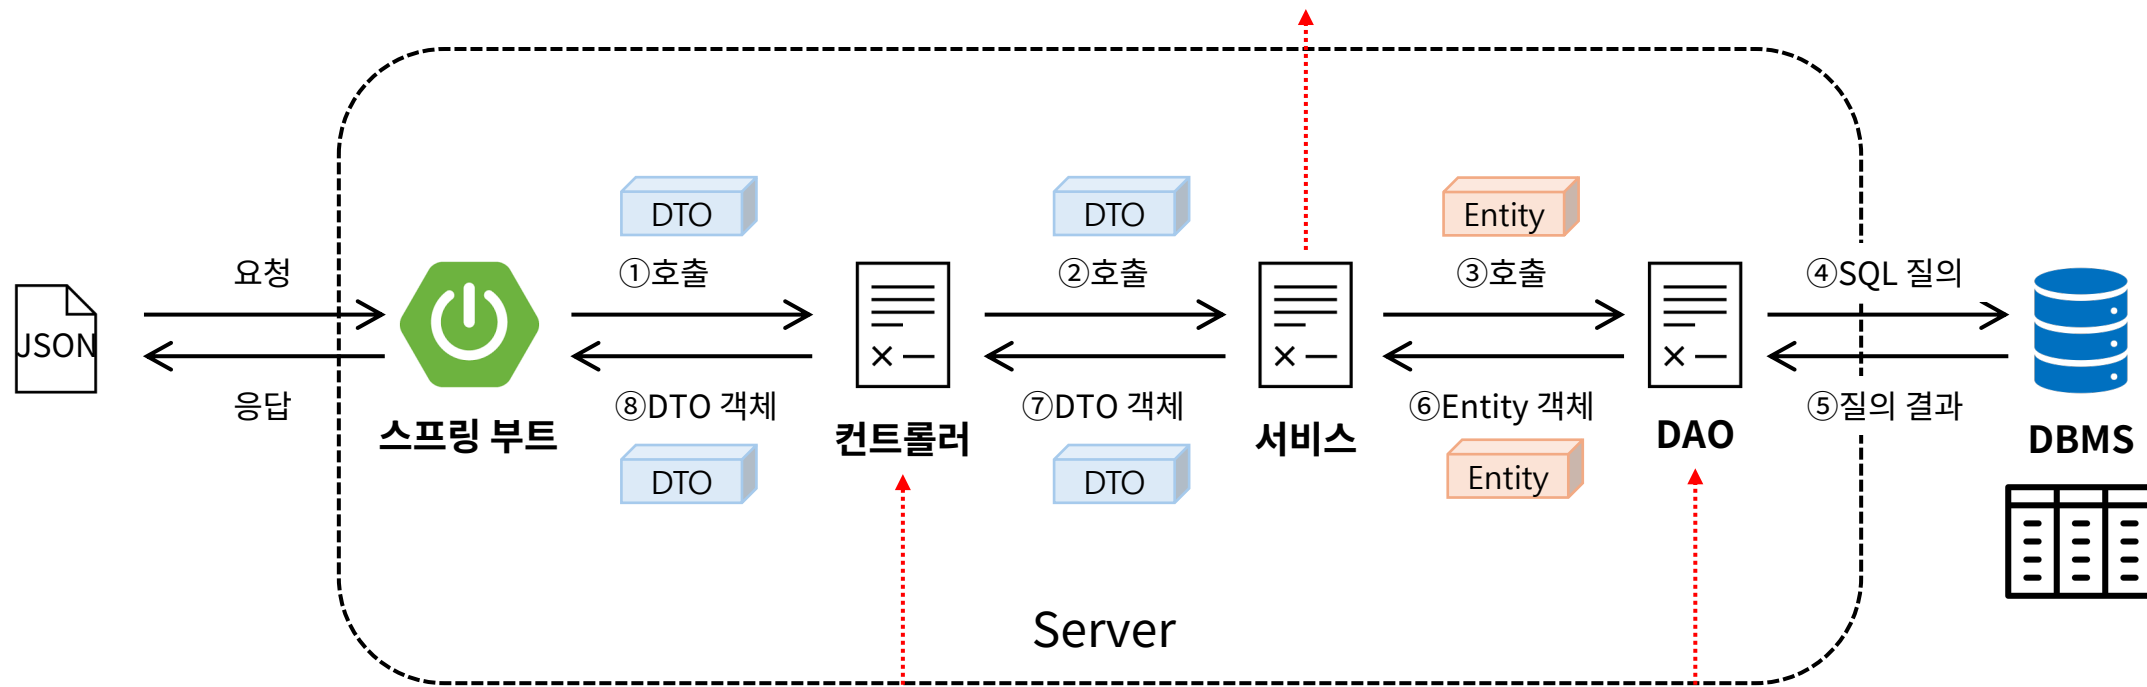 DTO
DTO
Entity
요청
①호출
②호출
③호출
④SQL 질의
JSON
응답
⑧DTO 객체
⑦DTO 객체
⑥Entity 객체
⑤질의 결과
스프링 부트
컨트롤러
서비스
DAO
DBMS
DTO
DTO
Entity
Server